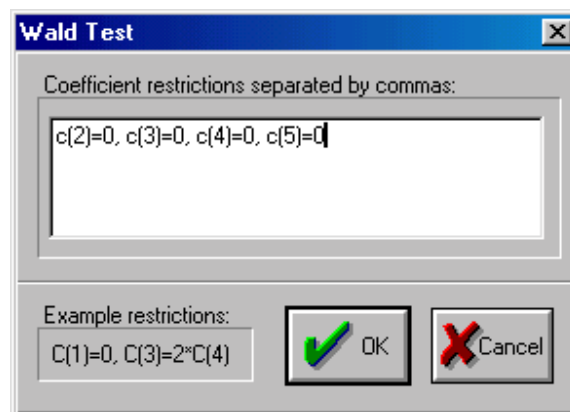 Wald Test
Coefficient restrictions separated by commas:
c(2)=0, c(3)=0, c(4)=0, c(5)=0
Example restrictions:
C(1)=0, C(3)=2*C(4)
OK
Cancel